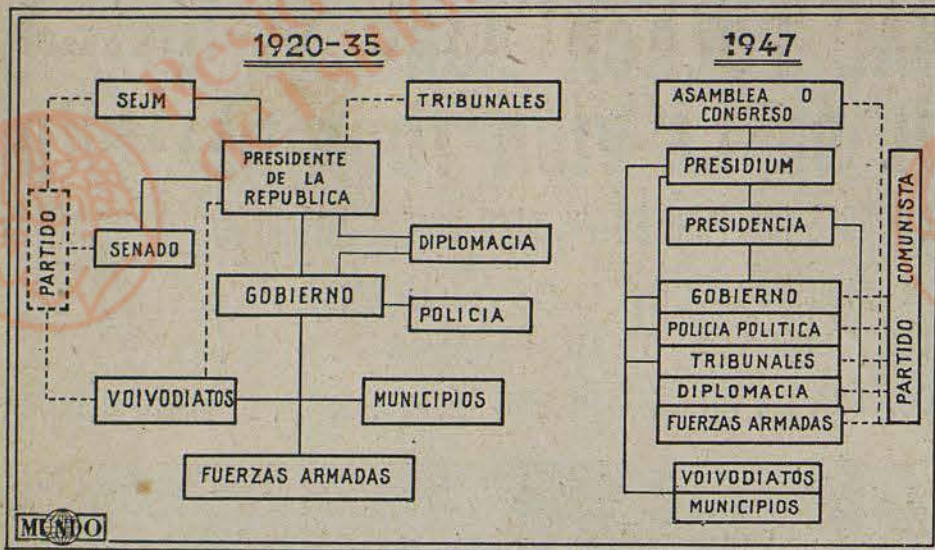 1920-35
SEJM
TRIBUNALES
PRESIDENTE
DE LA
REPUBLICA
PARTIDO
SENADO
DIPLOMACIA
GOBIERNO
POLICIA
VOIVODIATOS
MUNICIPIOS
FUERZAS ARMADAS
MUNDO
1947
ASAMBLEA O
CONGRESO
PRESIDIUM
PRESIDENCIA
GOBIERNO
POLICIA POLITICA
TRIBUNALES
DIPLOMACIA
FUERZAS ARMADAS
PARTIDO COMUNISTA
VOIVODIATOS
MUNICIPIOS